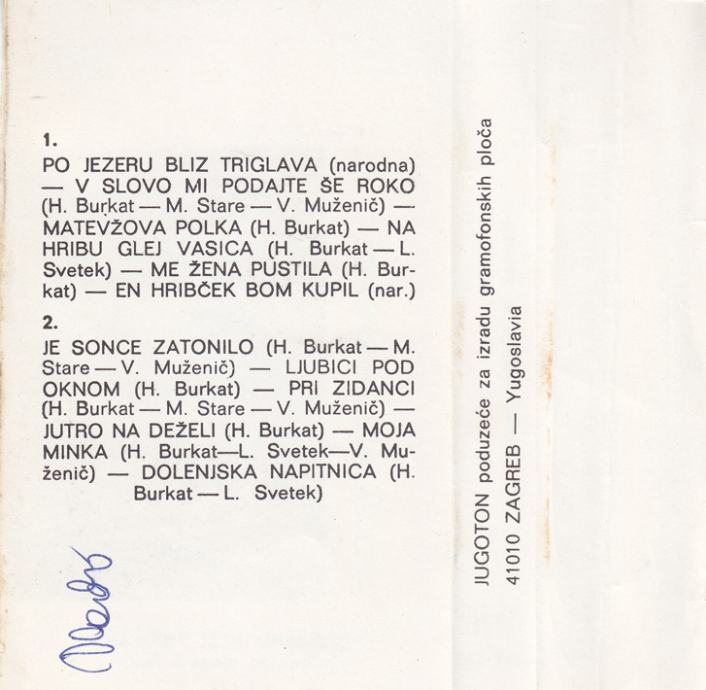 1.
PO JEZERU BLIZ TRIGLAVA (narodna)
— V SLOVO MI PODAJTE ŠE ROKO
(H. Burkat — M. Stare — V. Muženič) —
MATEVŽOVA POLKA (H. Burkat) — NA
HRIBU GLEJ VASICA (H. Burkat — L.
Svetek) — ME ŽENA PUSTILA (H. Bur-
kat) — EN HRIBČEK BOM KUPIL (nar.)
2.
JE SONCE ZATONILO (H. Burkat — M.
Stare — V. Muženič) — LJUBICI POD
OKNOM (H. Burkat) — PRI ZIDANCI
(H. Burkat — M. Stare — V. Muženič) —
JUTRO NA DEŽELI (H. Burkat) — MOJA
MINKA (H. Burkat—L. Svetek—V. Mu-
ženič) — DOLENJSKA NAPITNICA (H.
Burkat — L. Svetek)
JUGOTON poduzeće za izradu gramofonskih ploča
41010 ZAGREB — Yugoslavia